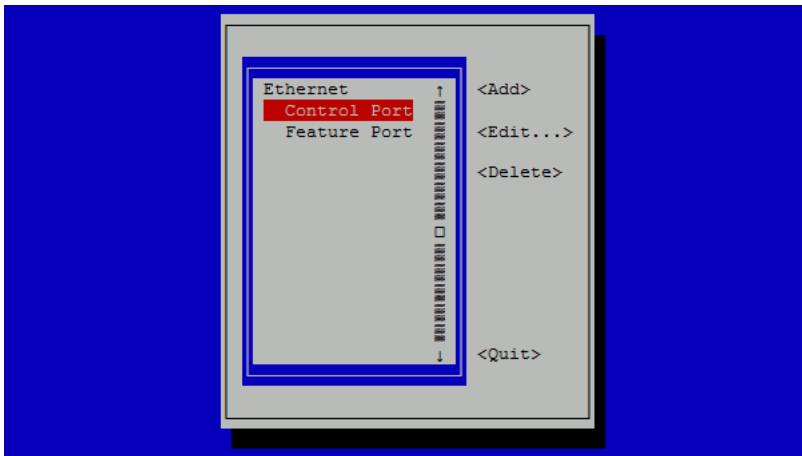 Ethernet ↑ <Add>
Control Port
Feature Port <Edit...>
<Delete>
↓ <Quit>